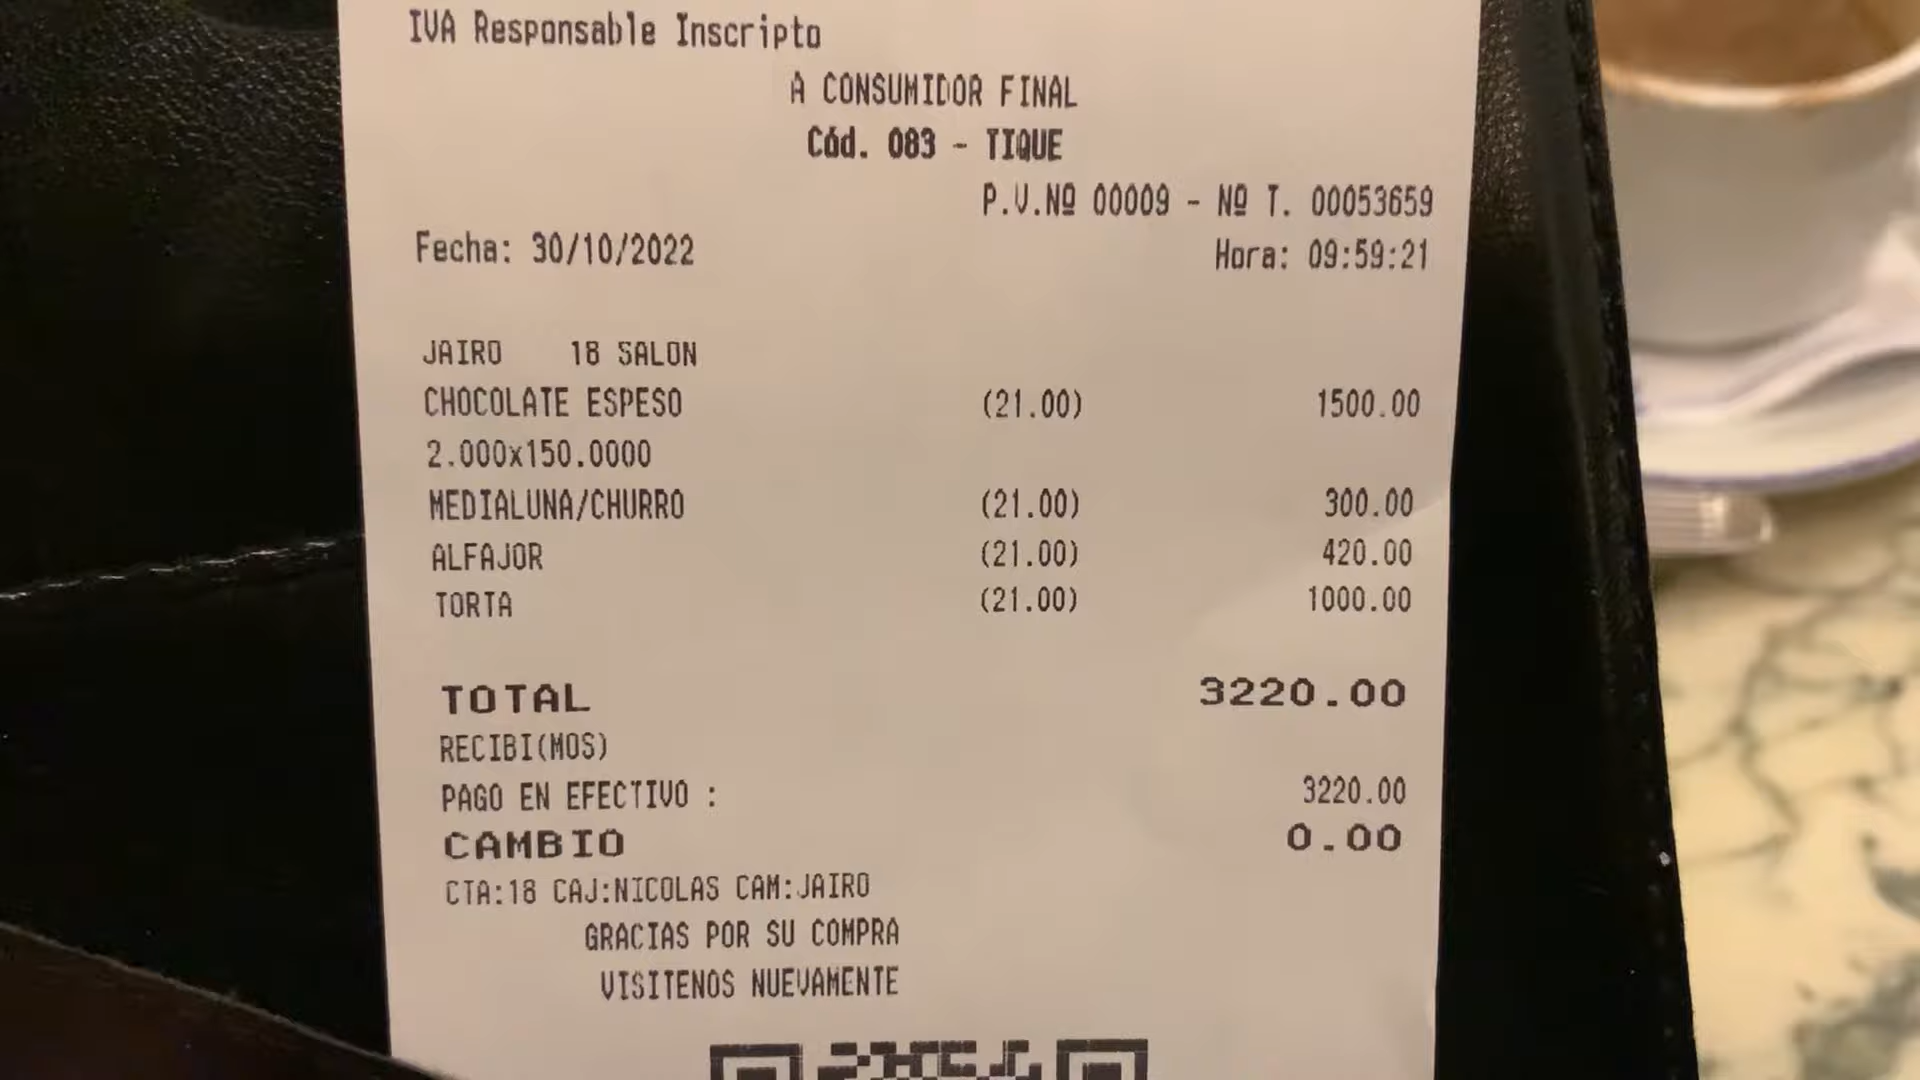 IVA Responsable Inscripto
A CONSUMIDOR FINAL
Cód. 083 - TIQUE
P.V.Nº 00009 - Nº T. 00053659
Fecha: 30/10/2022 Hora: 09:59:21
JAIRO 18 SALON
CHOCOLATE ESPESO (21.00) 1500.00
2.000x150.0000
MEDIALUNA/CHURRO (21.00) 300.00
ALFAJOR (21.00) 420.00
TORTA (21.00) 1000.00
TOTAL 3220.00
RECIBI(MOS)
PAGO EN EFECTIVO : 3220.00
CAMBIO 0.00
CTA:18 CAJ:NICOLAS CAM:JAIRO
GRACIAS POR SU COMPRA
VISITENOS NUEVAMENTE